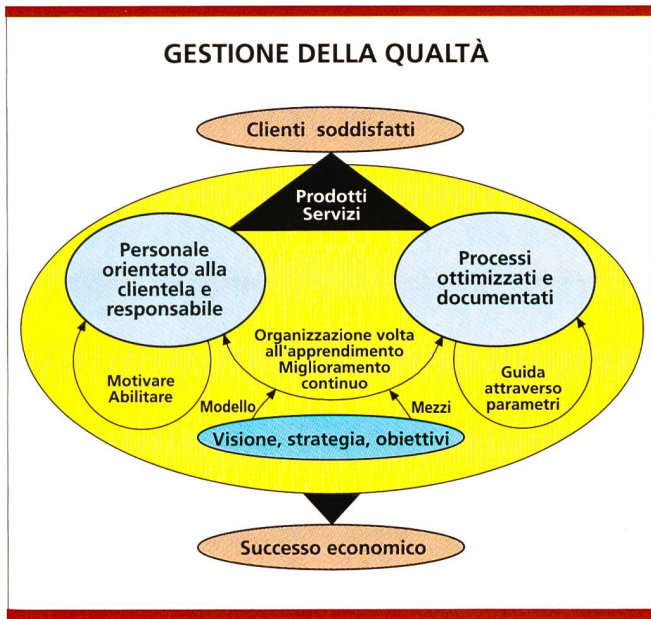 GESTIONE DELLA QUALTÀ
Clienti soddisfatti
Prodotti
Servizi
Personale
orientato alla
clientela e
responsabile
Processi
ottimizzati e
documentati
Organizzazione volta
all'apprendimento
Miglioramento
continuo
Motivare
Abilitare
Guida
attraverso
parametri
Modello
Mezzi
Visione, strategia, obiettivi
Successo economico